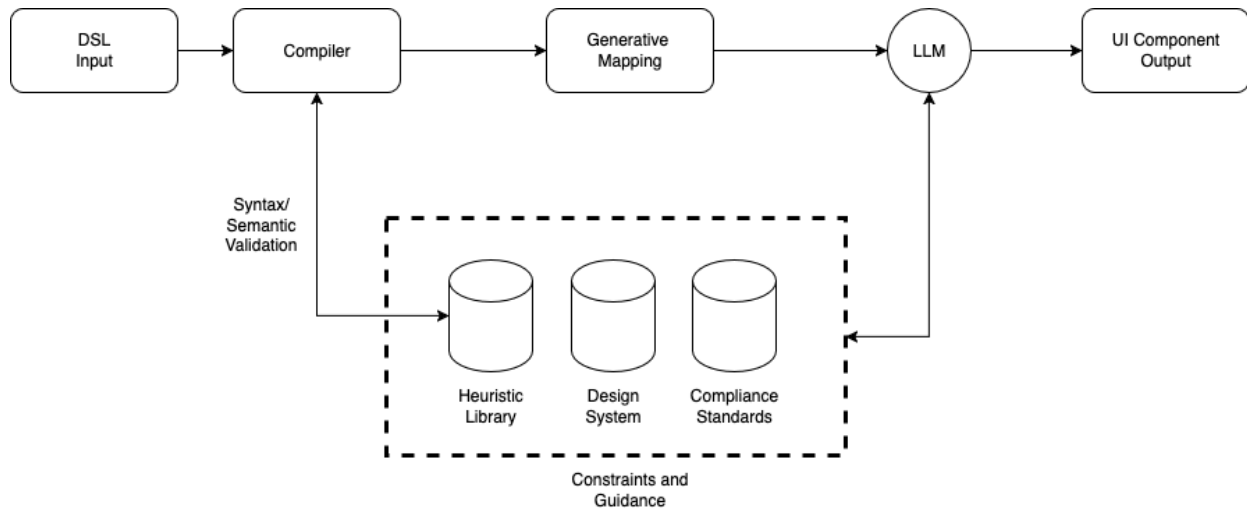 DSL
Input
Compiler
Generative
Mapping
LLM
UI Component
Output
Syntax/
Semantic
Validation
Heuristic
Library
Design
System
Compliance
Standards
Constraints and
Guidance